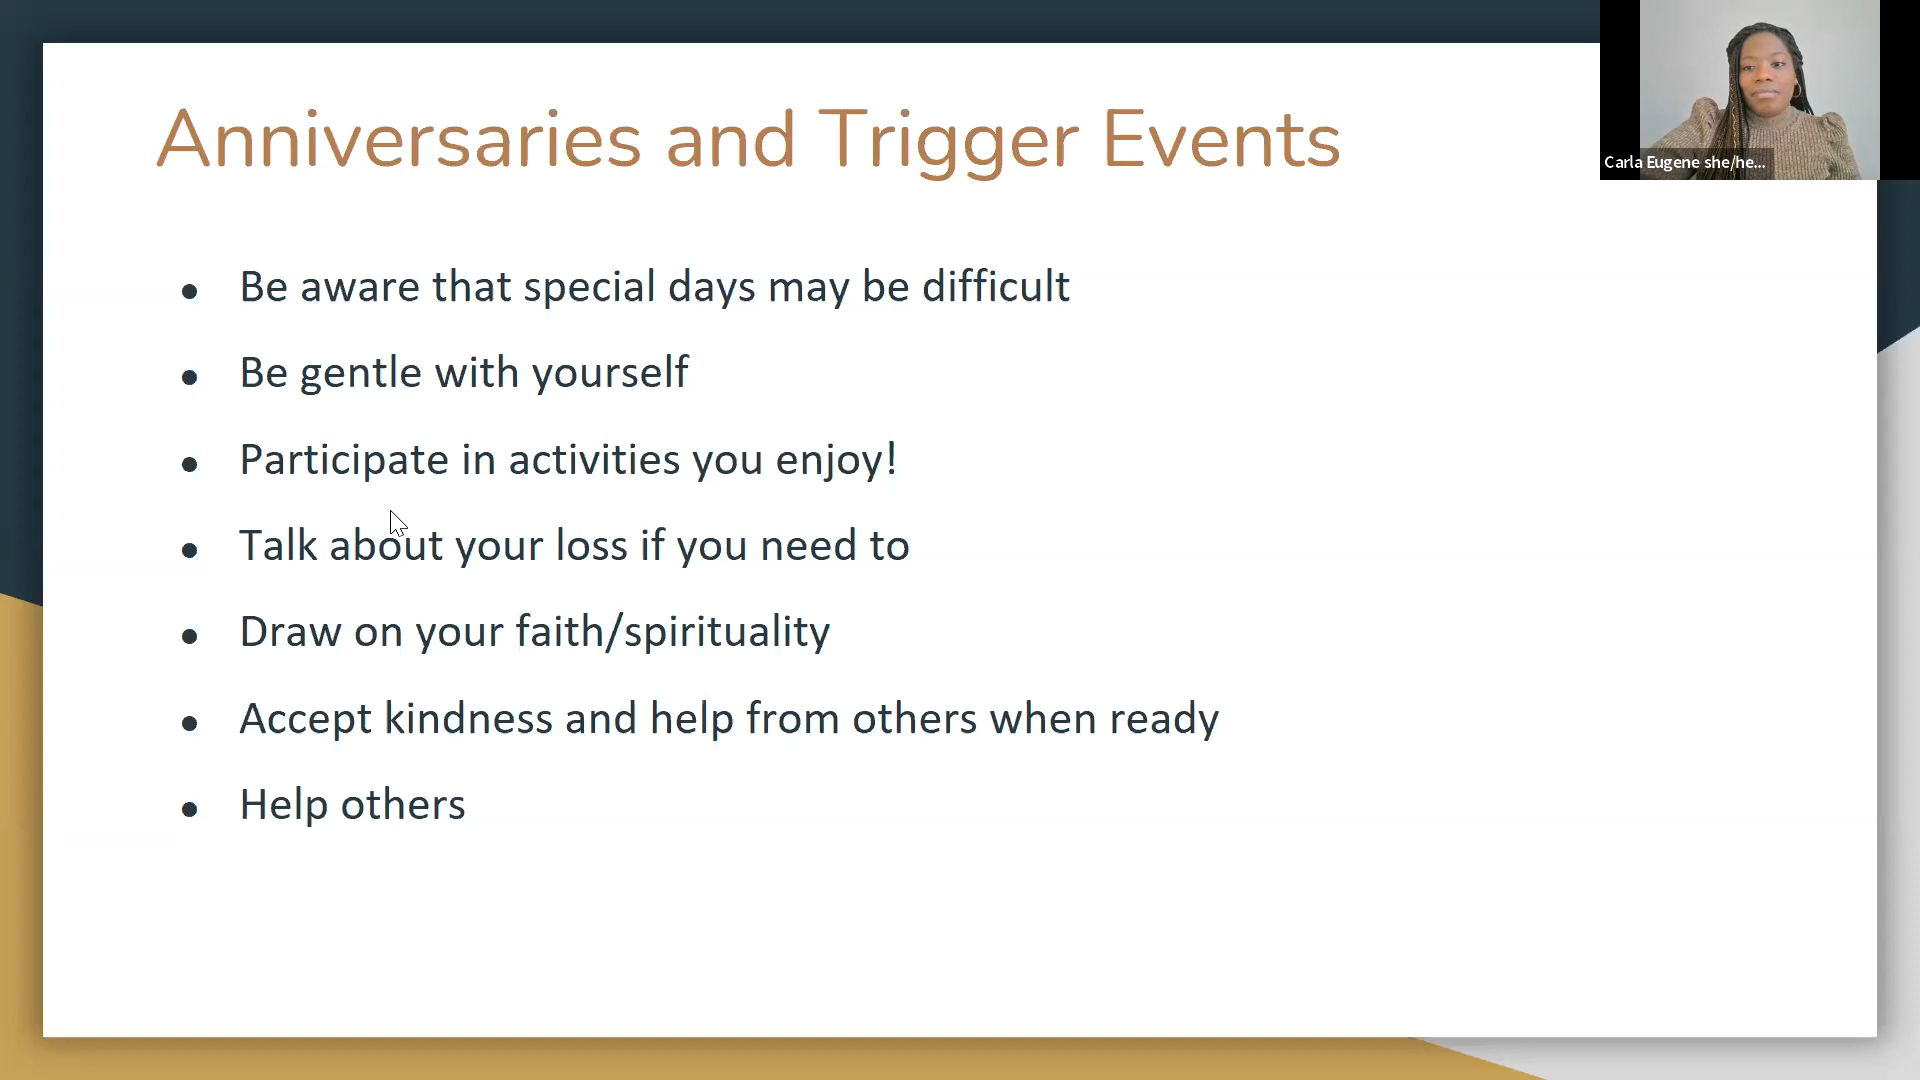 Anniversaries and Trigger Events
Carla Eugene she/he...
● Be aware that special days may be difficult
● Be gentle with yourself
● Participate in activities you enjoy!
● Talk about your loss if you need to
● Draw on your faith/spirituality
● Accept kindness and help from others when ready
● Help others